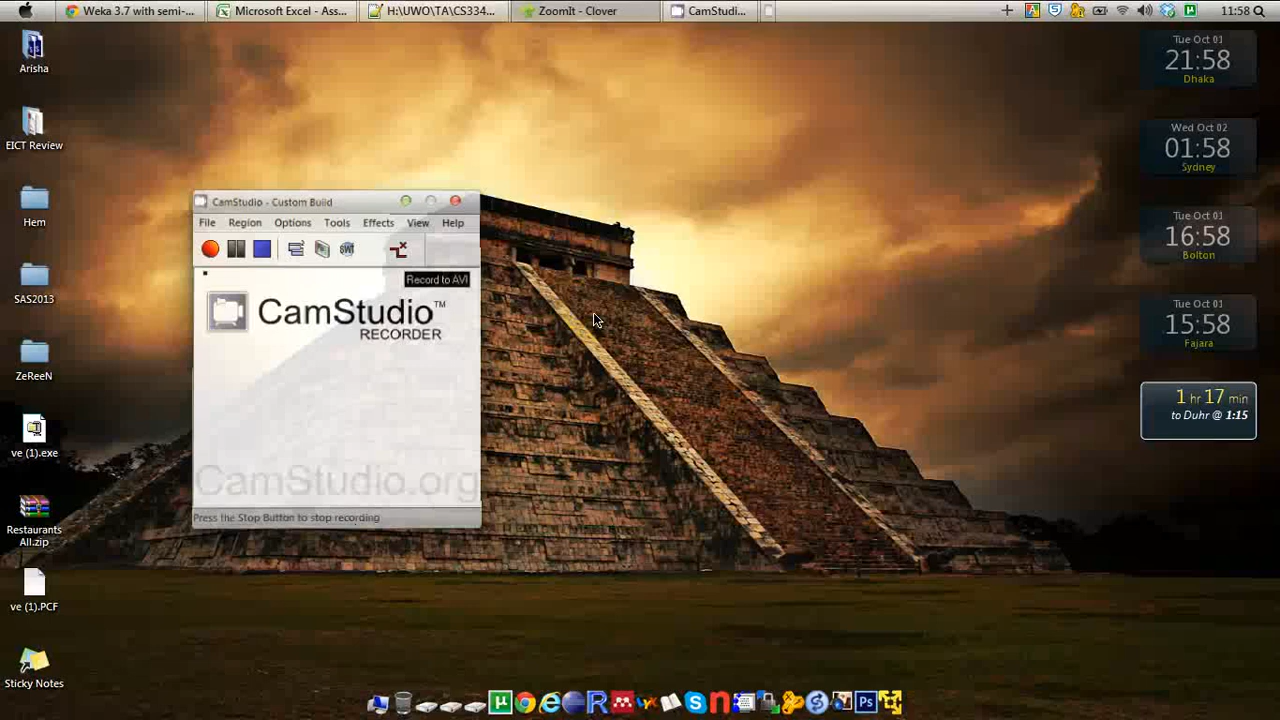 Weka 3.7 with semi-...
Microsoft Excel - Ass...
H:\UWO\TA\CS334...
ZoomIt - Clover
CamStudi...
11:58
Arisha
EICT Review
Hem
SAS2013
ZeReeN
ve (1).exe
Restaurants
All.zip
ve (1).PCF
Sticky Notes
CamStudio - Custom Build
File Region Options Tools Effects View Help
SWT
Record to AVI
CamStudio™
RECORDER
CamStudio.org
Press the Stop Button to stop recording
Tue Oct 01
21:58
Dhaka
Wed Oct 02
01:58
Sydney
Tue Oct 01
16:58
Bolton
Tue Oct 01
15:58
Fajara
1 hr 17 min
to Duhr @ 1:15